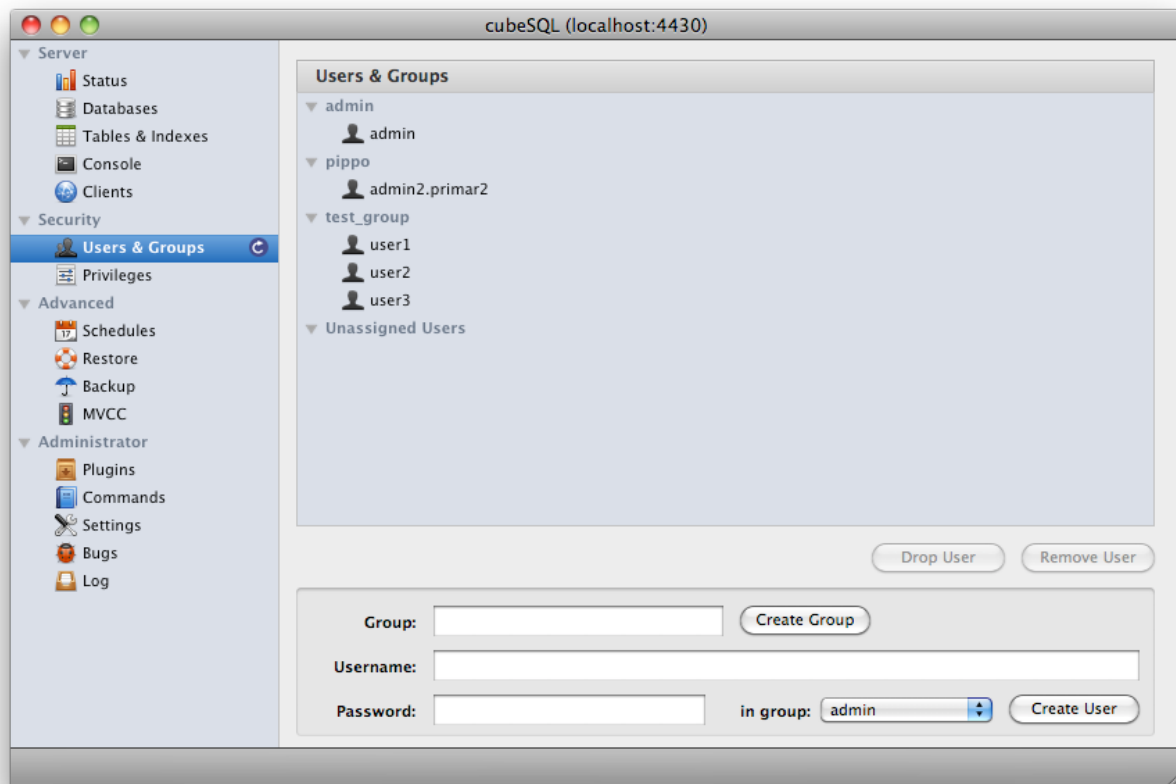 cubeSQL (localhost:4430)
Server
Status
Databases
Tables & Indexes
Console
Clients
Security
Users & Groups
Privileges
Advanced
17
Schedules
Restore
Backup
MVCC
Administrator
Plugins
Commands
Settings
Bugs
Log
Users & Groups
admin
admin
pippo
admin2.primar2
test_group
user1
user2
user3
Unassigned Users
Drop User Remove User
Group: Create Group
Username:
Password: in group: admin Create User